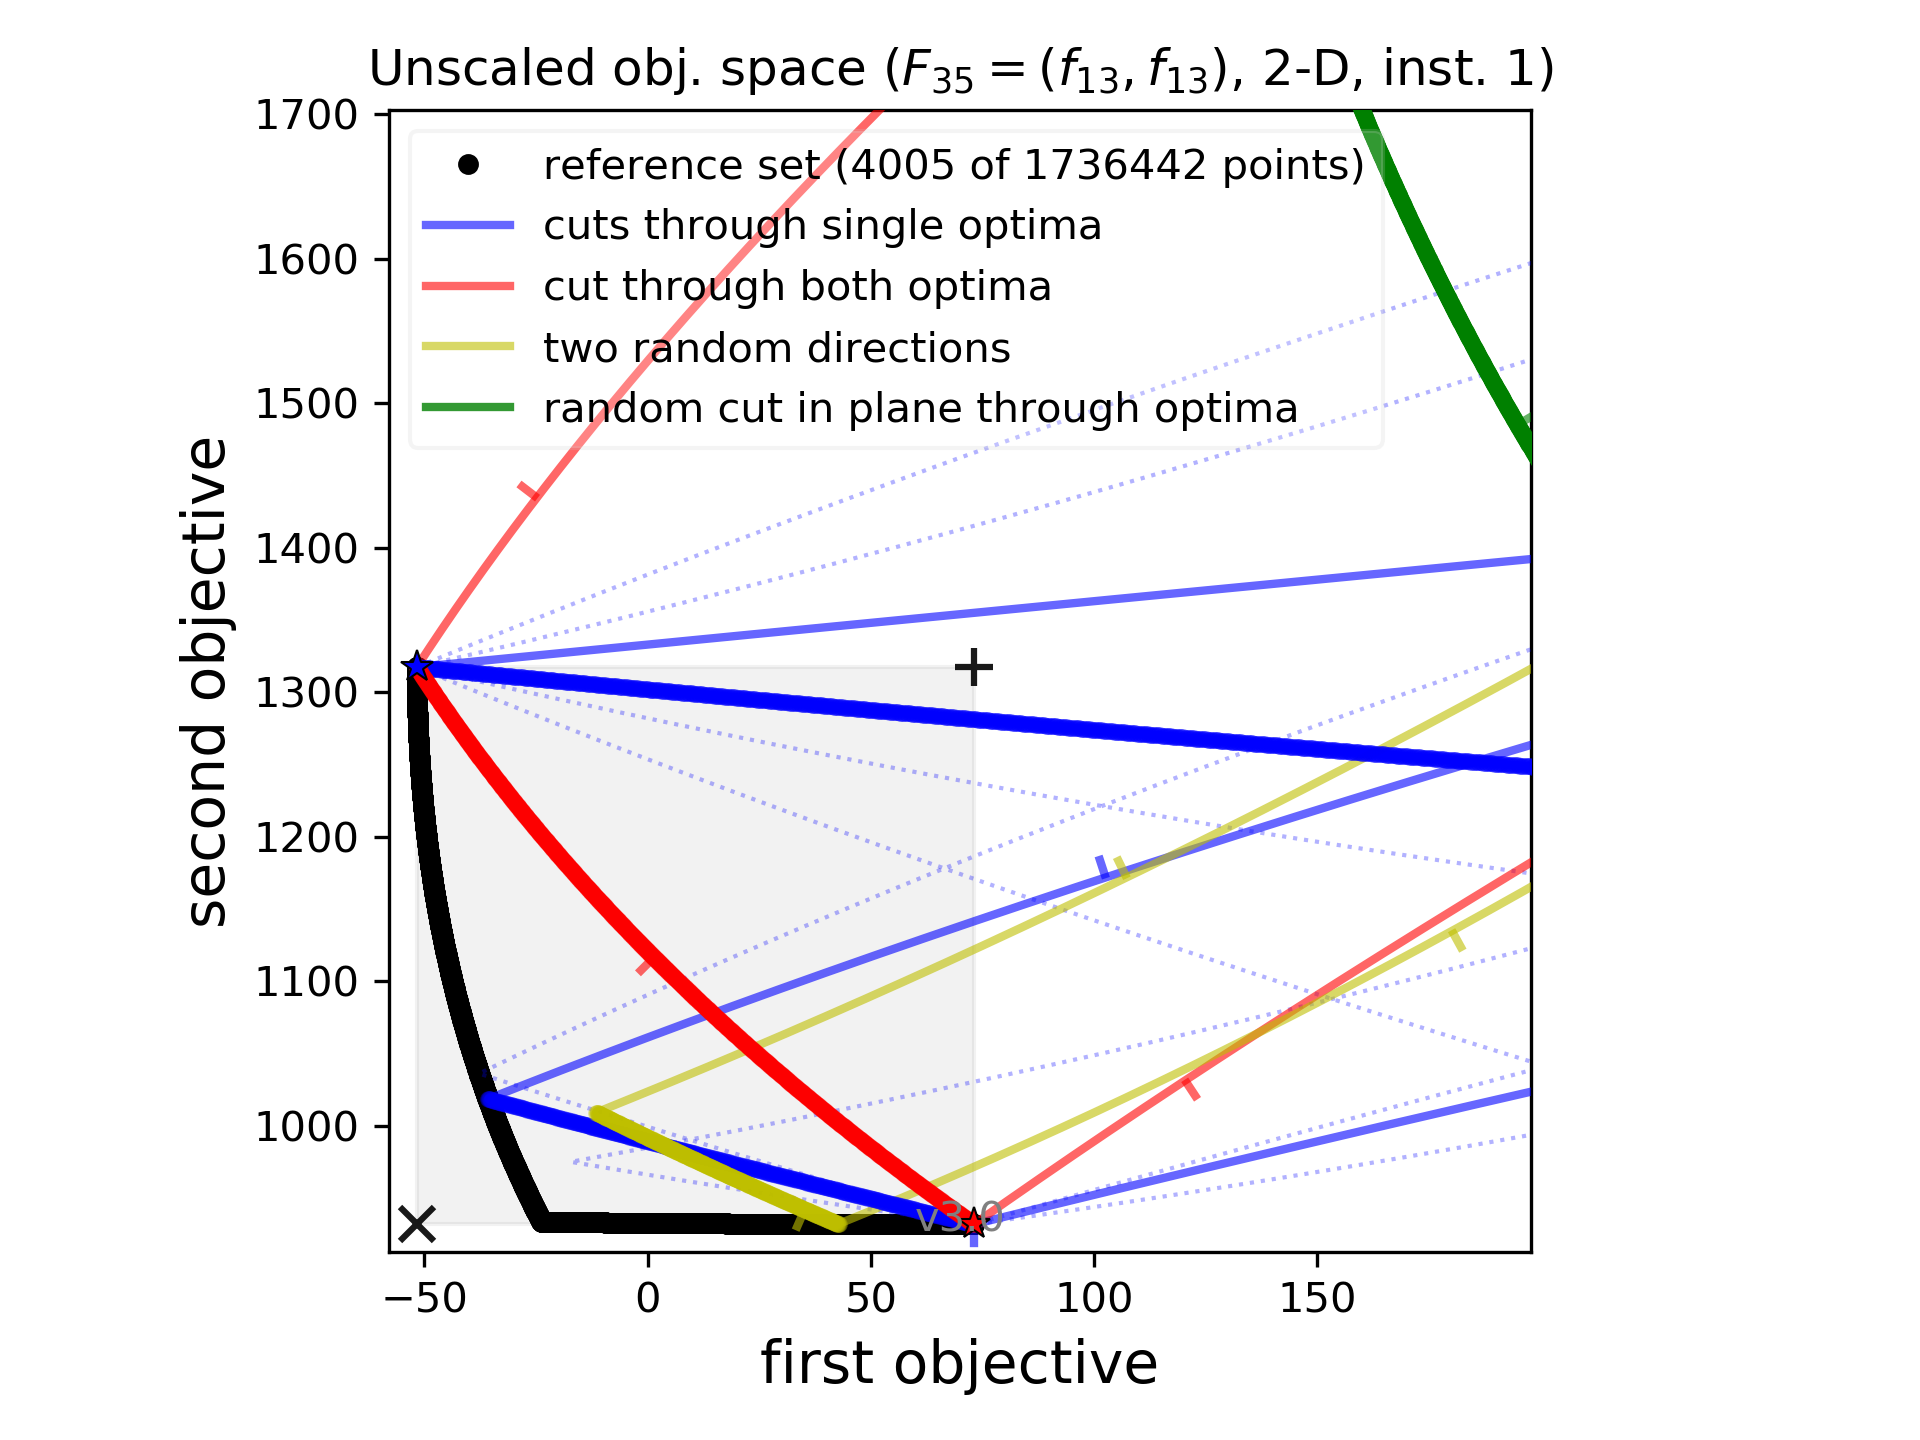 Unscaled obj. space (F₃₅ = (f₁₃, f₁₃), 2-D, inst. 1)
1700
1600
1500
1400
1300
1200
1100
1000
second objective
reference set (4005 of 1736442 points)
cuts through single optima
cut through both optima
two random directions
random cut in plane through optima
v3.0
−50 0 50 100 150
first objective